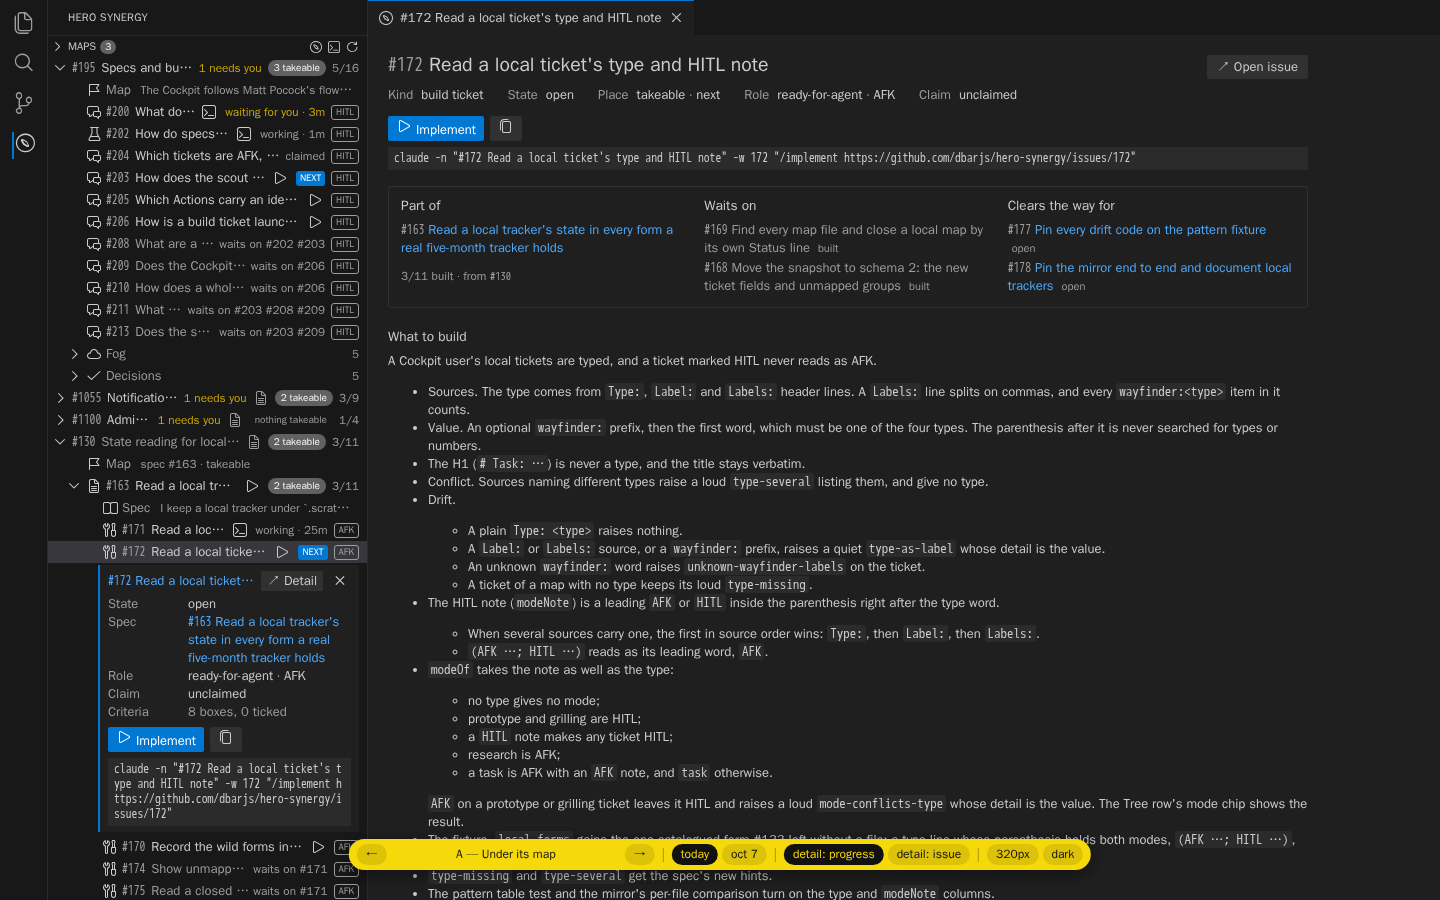 HERO SYNERGY
MAPS 3
#195 Specs and bu··· 1 needs you 3 takeable 5/16
Map The Cockpit follows Matt Pocock's flow···
#200 What do··· waiting for you · 3m HITL
#202 How do specs··· working · 1m HITL
#204 Which tickets are AFK, ··· claimed HITL
#203 How does the scout ··· NEXT HITL
#205 Which Actions carry an ide··· HITL
#206 How is a build ticket launc··· HITL
#208 What are a ··· waits on #202 #203 HITL
#209 Does the Cockpit··· waits on #206 HITL
#210 How does a whol··· waits on #206 HITL
#211 What ··· waits on #203 #208 #209 HITL
#213 Does the s··· waits on #203 #209 HITL
Fog 5
Decisions 5
#1055 Notificatio··· 1 needs you 2 takeable 3/9
#1100 Admi··· 1 needs you nothing takeable 1/4
#130 State reading for local··· 2 takeable 3/11
Map spec #163 · takeable
#163 Read a local tr··· 2 takeable 3/11
Spec I keep a local tracker under `.scrat···
#171 Read a loc··· working · 25m AFK
#172 Read a local ticke··· NEXT AFK
#172 Read a local ticket··· ↗ Detail
State open
Spec #163 Read a local tracker's
state in every form a real
five-month tracker holds
Role ready-for-agent · AFK
Claim unclaimed
Criteria 8 boxes, 0 ticked
Implement
claude -n "#172 Read a local ticket's t
ype and HITL note" -w 172 "/implement h
ttps://github.com/dbarjs/hero-synergy/i
ssues/172"
#170 Record the wild forms in··· AFK
#174 Show unmapp··· waits on #171 AFK
#175 Read a closed ··· waits on #171 AFK
#172 Read a local ticket's type and HITL note
#172 Read a local ticket's type and HITL note
↗ Open issue
Kind build ticket State open Place takeable · next Role ready-for-agent · AFK Claim unclaimed
Implement
claude -n "#172 Read a local ticket's type and HITL note" -w 172 "/implement https://github.com/dbarjs/hero-synergy/issues/172"
Part of
#163 Read a local tracker's state in every form a
real five-month tracker holds
3/11 built · from #130
Waits on
#169 Find every map file and close a local map by
its own Status line built
#168 Move the snapshot to schema 2: the new
ticket fields and unmapped groups built
Clears the way for
#177 Pin every drift code on the pattern fixture
open
#178 Pin the mirror end to end and document local
trackers open
What to build
A Cockpit user's local tickets are typed, and a ticket marked HITL never reads as AFK.
• Sources. The type comes from Type:, Label: and Labels: header lines. A Labels: line splits on commas, and every wayfinder:<type> item in it
counts.
• Value. An optional wayfinder: prefix, then the first word, which must be one of the four types. The parenthesis after it is never searched for types or
numbers.
• The H1 (# Task: ···) is never a type, and the title stays verbatim.
• Conflict. Sources naming different types raise a loud type-several listing them, and give no type.
• Drift.
◦ A plain Type: <type> raises nothing.
◦ A Label: or Labels: source, or a wayfinder: prefix, raises a quiet type-as-label whose detail is the value.
◦ An unknown wayfinder: word raises unknown-wayfinder-labels on the ticket.
◦ A ticket of a map with no type keeps its loud type-missing.
• The HITL note (modeNote) is a leading AFK or HITL inside the parenthesis right after the type word.
◦ When several sources carry one, the first in source order wins: Type:, then Label:, then Labels:.
◦ (AFK ···; HITL ···) reads as its leading word, AFK.
• modeOf takes the note as well as the type:
◦ no type gives no mode;
◦ prototype and grilling are HITL;
◦ a HITL note makes any ticket HITL;
◦ research is AFK;
◦ a task is AFK with an AFK note, and task otherwise.
AFK on a prototype or grilling ticket leaves it HITL and raises a loud mode-conflicts-type whose detail is the value. The Tree row's mode chip shows the
result.
• The fixture, local-forms gains the one catalogued form #132 left without a file: a type line whose parenthesis holds both modes, (AFK ···; HITL ···),
← A — Under its map → today oct 7 detail: progress detail: issue 320px dark
type-missing and type-several get the spec's new hints.
• The pattern table test and the mirror's per-file comparison turn on the type and modeNote columns.